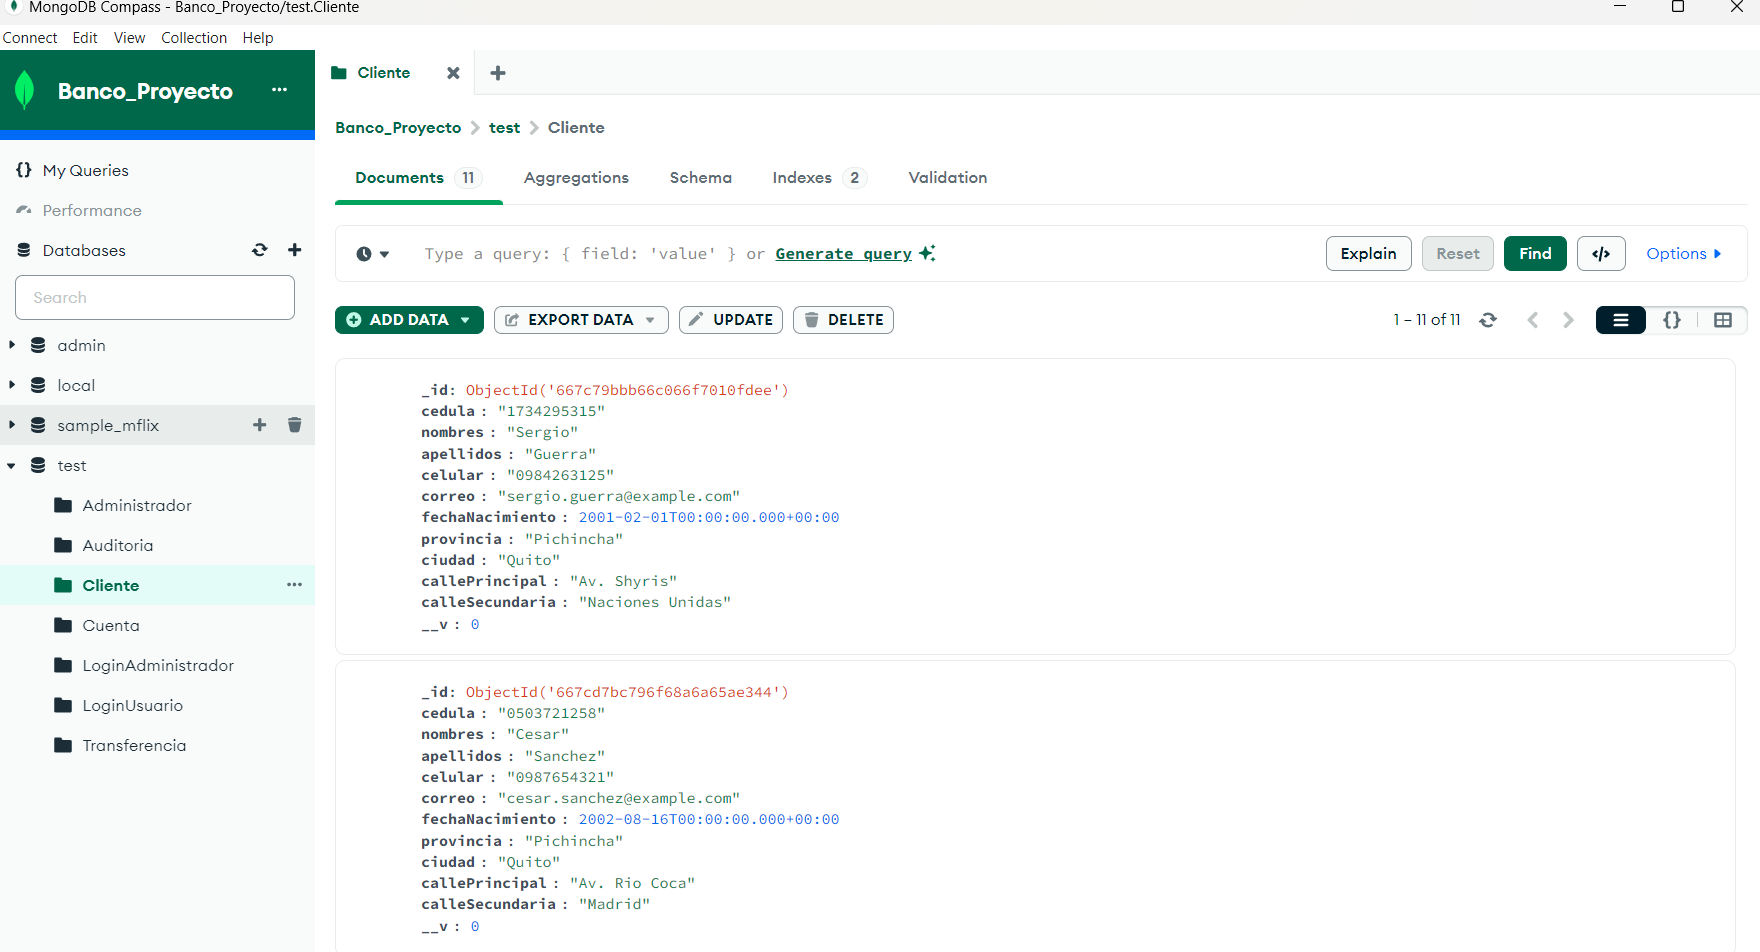 MongoDB Compass - Banco_Proyecto/test.Cliente
Connect Edit View Collection Help
Banco_Proyecto ...
My Queries
Performance
Databases
Search
admin
local
sample_mflix
test
Administrador
Auditoria
Cliente
Cuenta
LoginAdministrador
LoginUsuario
Transferencia
Cliente
Banco_Proyecto > test > Cliente
Documents 11 Aggregations Schema Indexes 2 Validation
Type a query: { field: 'value' } or Generate query
Explain Reset Find </> Options
ADD DATA EXPORT DATA UPDATE DELETE
1 – 11 of 11
_id: ObjectId('667c79bbb66c066f7010fdee')
cedula : "1734295315"
nombres : "Sergio"
apellidos : "Guerra"
celular : "0984263125"
correo : "sergio.guerra@example.com"
fechaNacimiento : 2001-02-01T00:00:00.000+00:00
provincia : "Pichincha"
ciudad : "Quito"
callePrincipal : "Av. Shyris"
calleSecundaria : "Naciones Unidas"
__v : 0
_id: ObjectId('667cd7bc796f68a6a65ae344')
cedula : "0503721258"
nombres : "Cesar"
apellidos : "Sanchez"
celular : "0987654321"
correo : "cesar.sanchez@example.com"
fechaNacimiento : 2002-08-16T00:00:00.000+00:00
provincia : "Pichincha"
ciudad : "Quito"
callePrincipal : "Av. Rio Coca"
calleSecundaria : "Madrid"
__v : 0